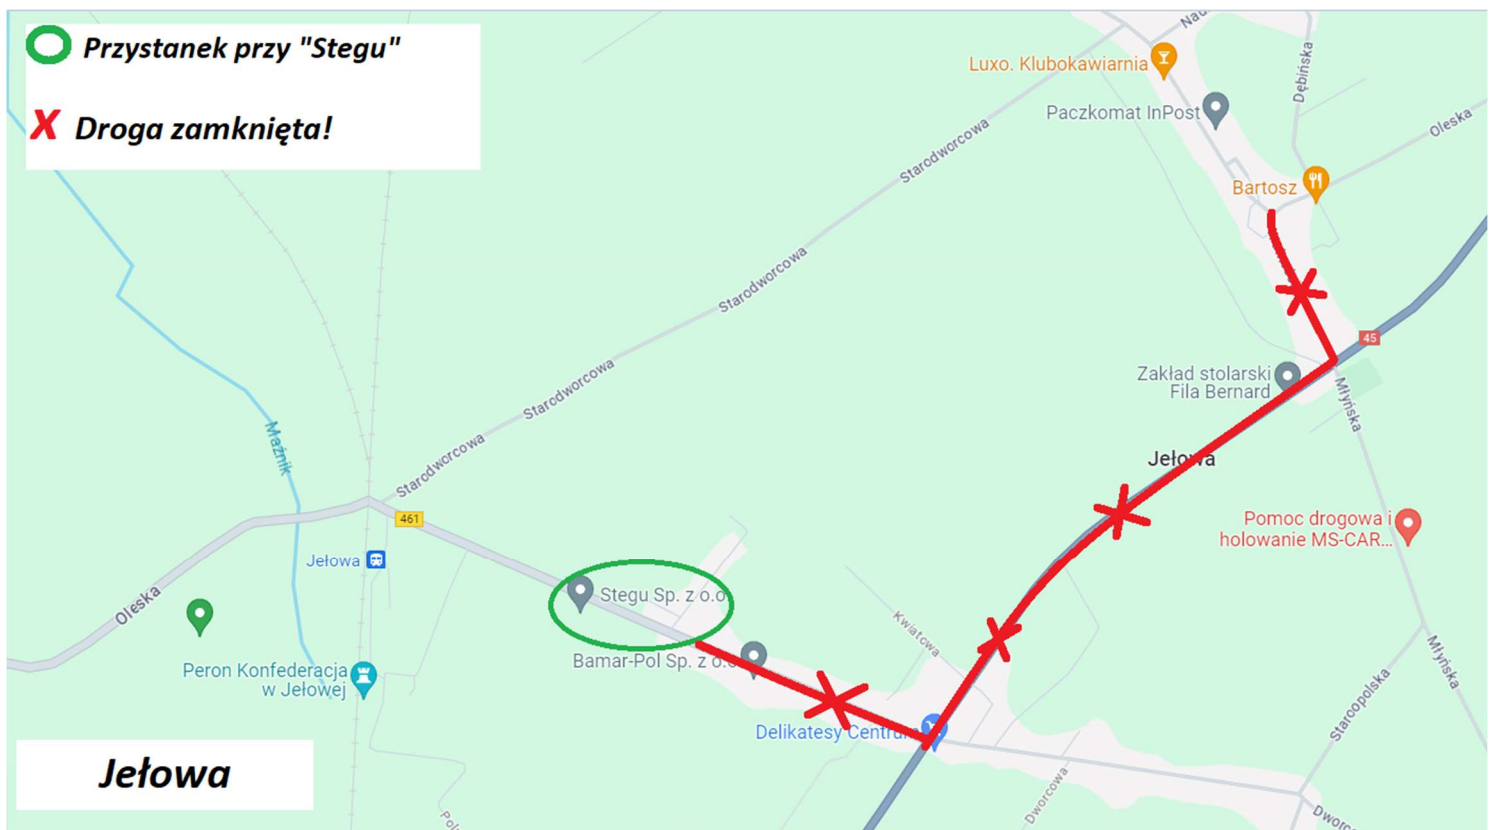 Przystanek przy "Stegu"
X Droga zamknięta!
Luxo. Klubokawiarnia
Paczkomat InPost
Bartosz
Dębińska
Oleska
Starodworcowa
Starodworcowa
Starodworcowa
Starodworcowa
45
Zakład stolarski
Fila Bernard
Młyńska
Jełowa
Maźnik
461
Jełowa
Oleska
Pomoc drogowa i
holowanie MS-CAR...
Stegu Sp. z o.o
Kwiatowa
Bamar-Pol Sp. z o.o
Peron Konfederacja
w Jełowej
Młyńska
Staroopolska
Delikatesy Centrum
Dworcowa
Jełowa